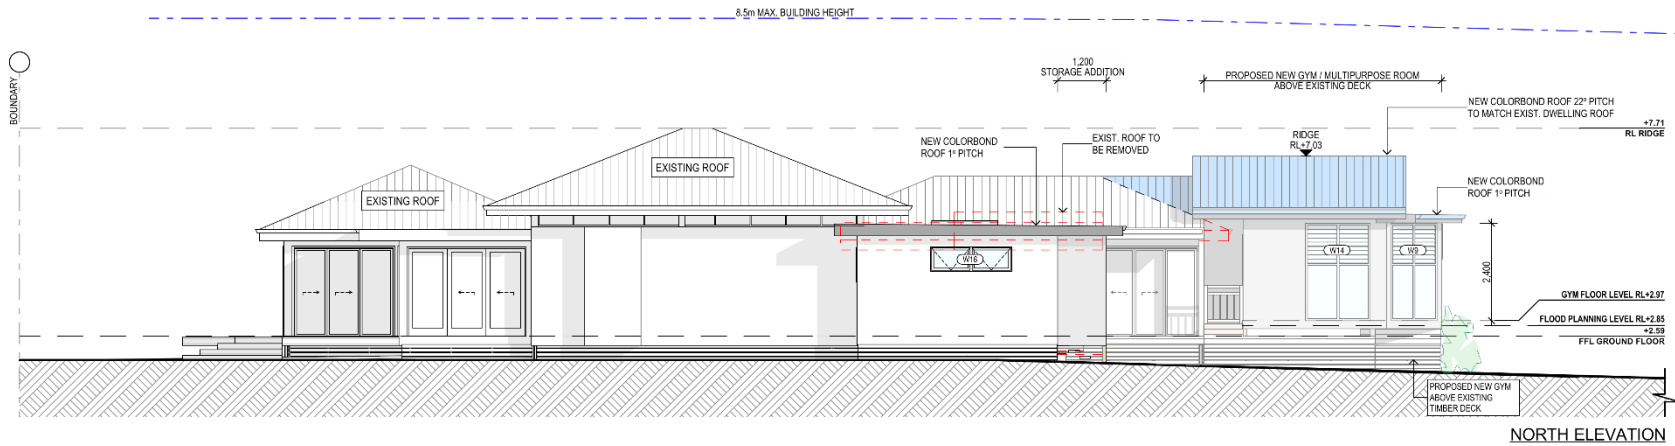 8.5m MAX. BUILDING HEIGHT
BOUNDARY
1,200
STORAGE ADDITION
PROPOSED NEW GYM / MULTIPURPOSE ROOM
ABOVE EXISTING DECK
NEW COLORBOND ROOF 22° PITCH
TO MATCH EXIST. DWELLING ROOF
+7.71
RL RIDGE
NEW COLORBOND
ROOF 1° PITCH
EXIST. ROOF TO
BE REMOVED
RIDGE
RL+7.03
EXISTING ROOF
EXISTING ROOF
NEW COLORBOND
ROOF 1° PITCH
W16
W14
W9
2,400
GYM FLOOR LEVEL RL+2.97
FLOOD PLANNING LEVEL RL+2.85
+2.59
FFL GROUND FLOOR
PROPOSED NEW GYM
ABOVE EXISTING
TIMBER DECK
NORTH ELEVATION